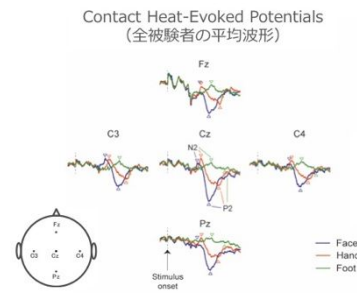 Contact Heat-Evoked Potentials
（全被験者の平均波形）
Fz
C3
Cz
C4
N2
P2
Pz
Fz
C3
Cz
C4
Pz
Stimulus
onset
Face
Hand
Foot